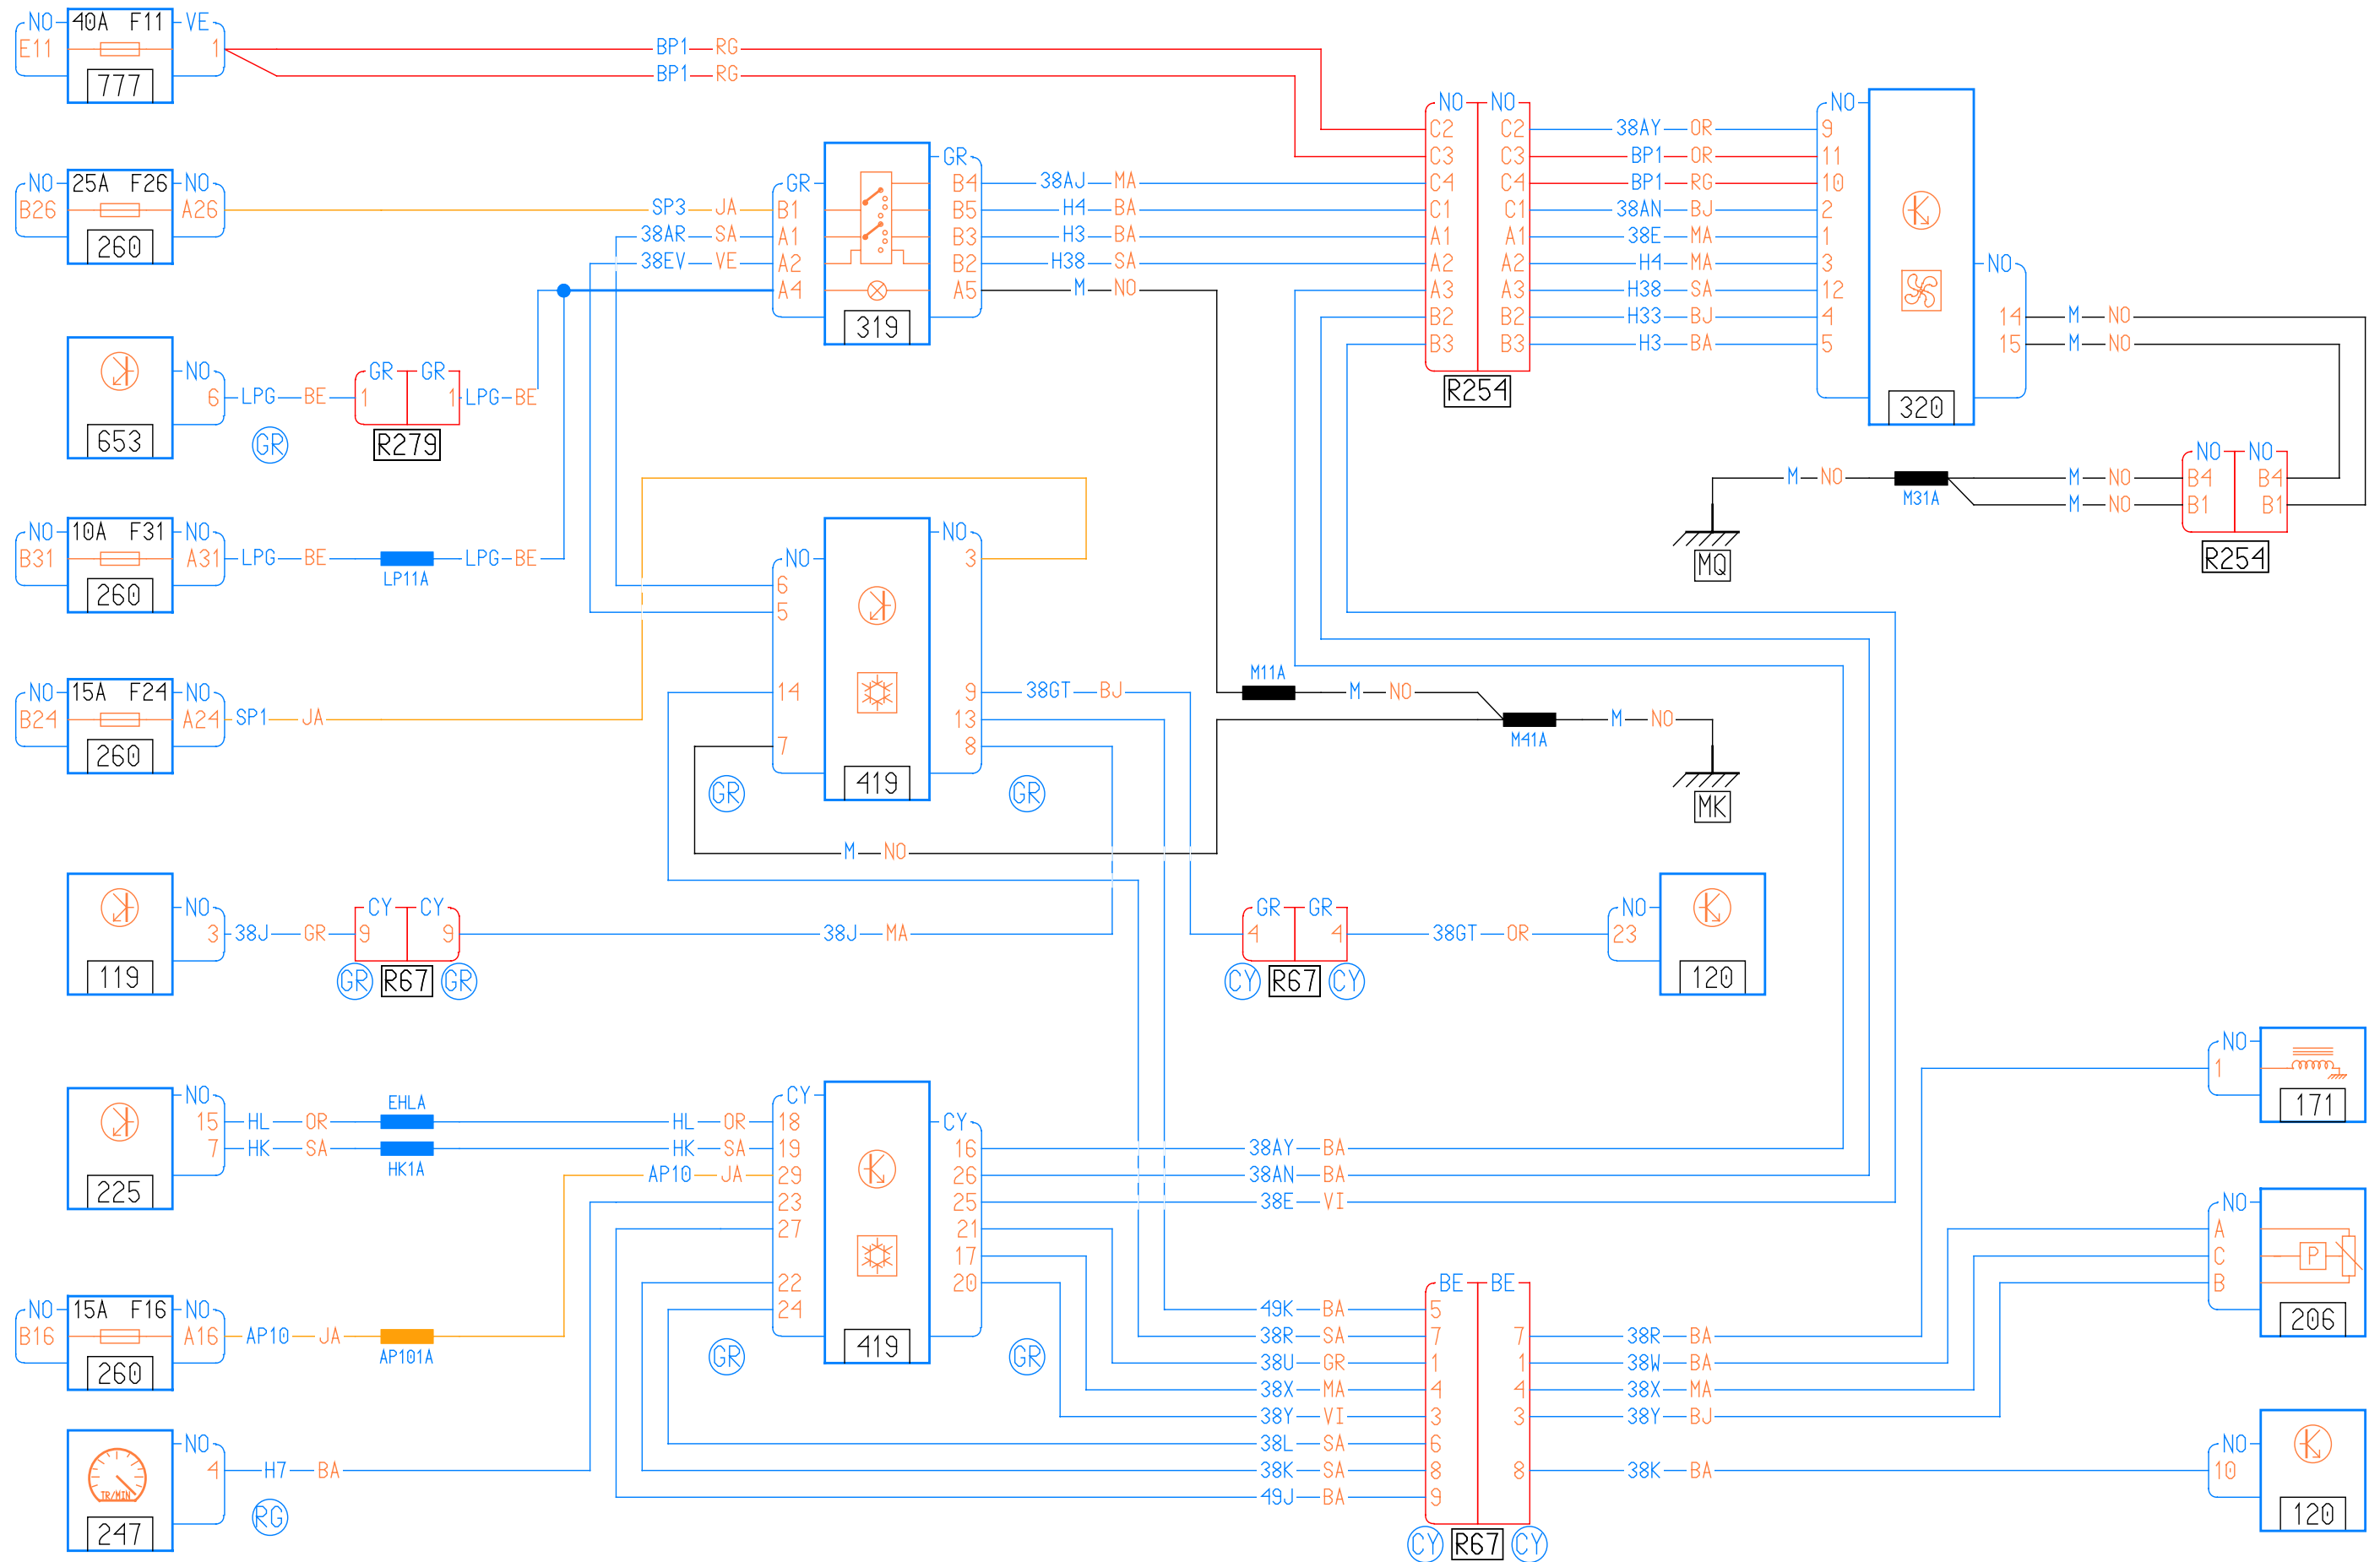 NO 40A F11 VE
E11 1
777
BP1 RG
BP1 RG
NO 25A F26 NO
B26 A26
260
SP3 JA
38AR SA
38EV VE
GR
B1
A1
A2
A4
319
GR
B4 38AJ MA
B5 H4 BA
B3 H3 BA
B2 H38 SA
A5 M NO
NO NO
C2 C2 38AY OR
C3 C3 BP1 OR
C4 C4 BP1 RG
C1 C1 38AN BJ
A1 A1 38E MA
A2 A2 H4 MA
A3 A3 H38 SA
B2 B2 H33 BJ
B3 B3 H3 BA
R254
NO
9
11
10
2
1
3
12
4
5
320
NO
14 M NO
15 M NO
NO
6 LPG BE
653
GR
GR GR
1 1 LPG BE
R279
NO NO
M NO M31A M NO B4 B4
M NO B1 B1
R254
MQ
NO 10A F31 NO
B31 A31 LPG BE LP11A LPG BE
260
NO
6
5
14
7
419
NO
3
9 38GT BJ
13
8
GR GR
M11A M NO
M41A M NO
MK
NO 15A F24 NO
B24 A24 SP1 JA
260
M NO
NO
3 38J GR
119
CY CY
9 9 38J MA
GR R67 GR
GR GR
4 4 38GT OR
CY R67 CY
NO
23
120
NO
15 HL OR EHLA HL OR
7 HK SA HK1A HK SA
225
AP10 JA
CY
18
19
29
23
27
22
24
419
CY
16 38AY BA
26 38AN BA
25 38E VI
21
17
20
GR GR
NO
1
171
NO
A
C
B
P
206
NO 15A F16 NO
B16 A16 AP10 JA AP101A
260
BE BE
49K BA 5
38R SA 7 7 38R BA
38U GR 1 1 38W BA
38X MA 4 4 38X MA
38Y VI 3 3 38Y BJ
38L SA 6
38K SA 8 8 38K BA
49J BA 9
CY R67 CY
NO
4 H7 BA
TR/MIN
247
RG
NO
10
120